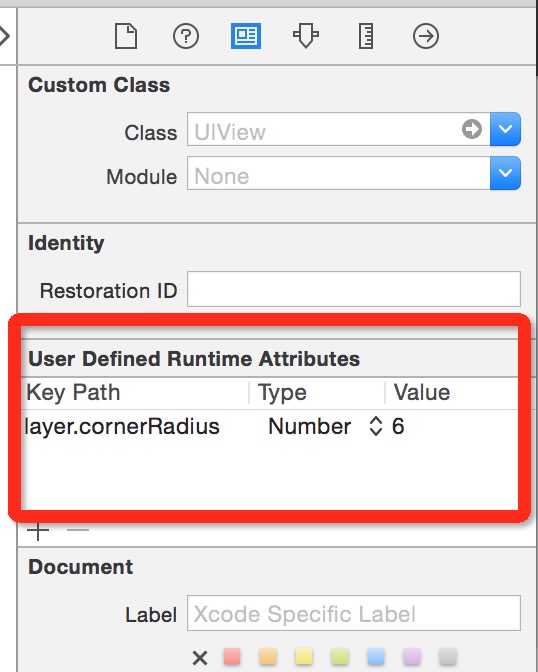 Custom Class
Class UIView
Module None
Identity
Restoration ID
User Defined Runtime Attributes
Key Path Type Value
layer.cornerRadius Number 6
Document
Label Xcode Specific Label